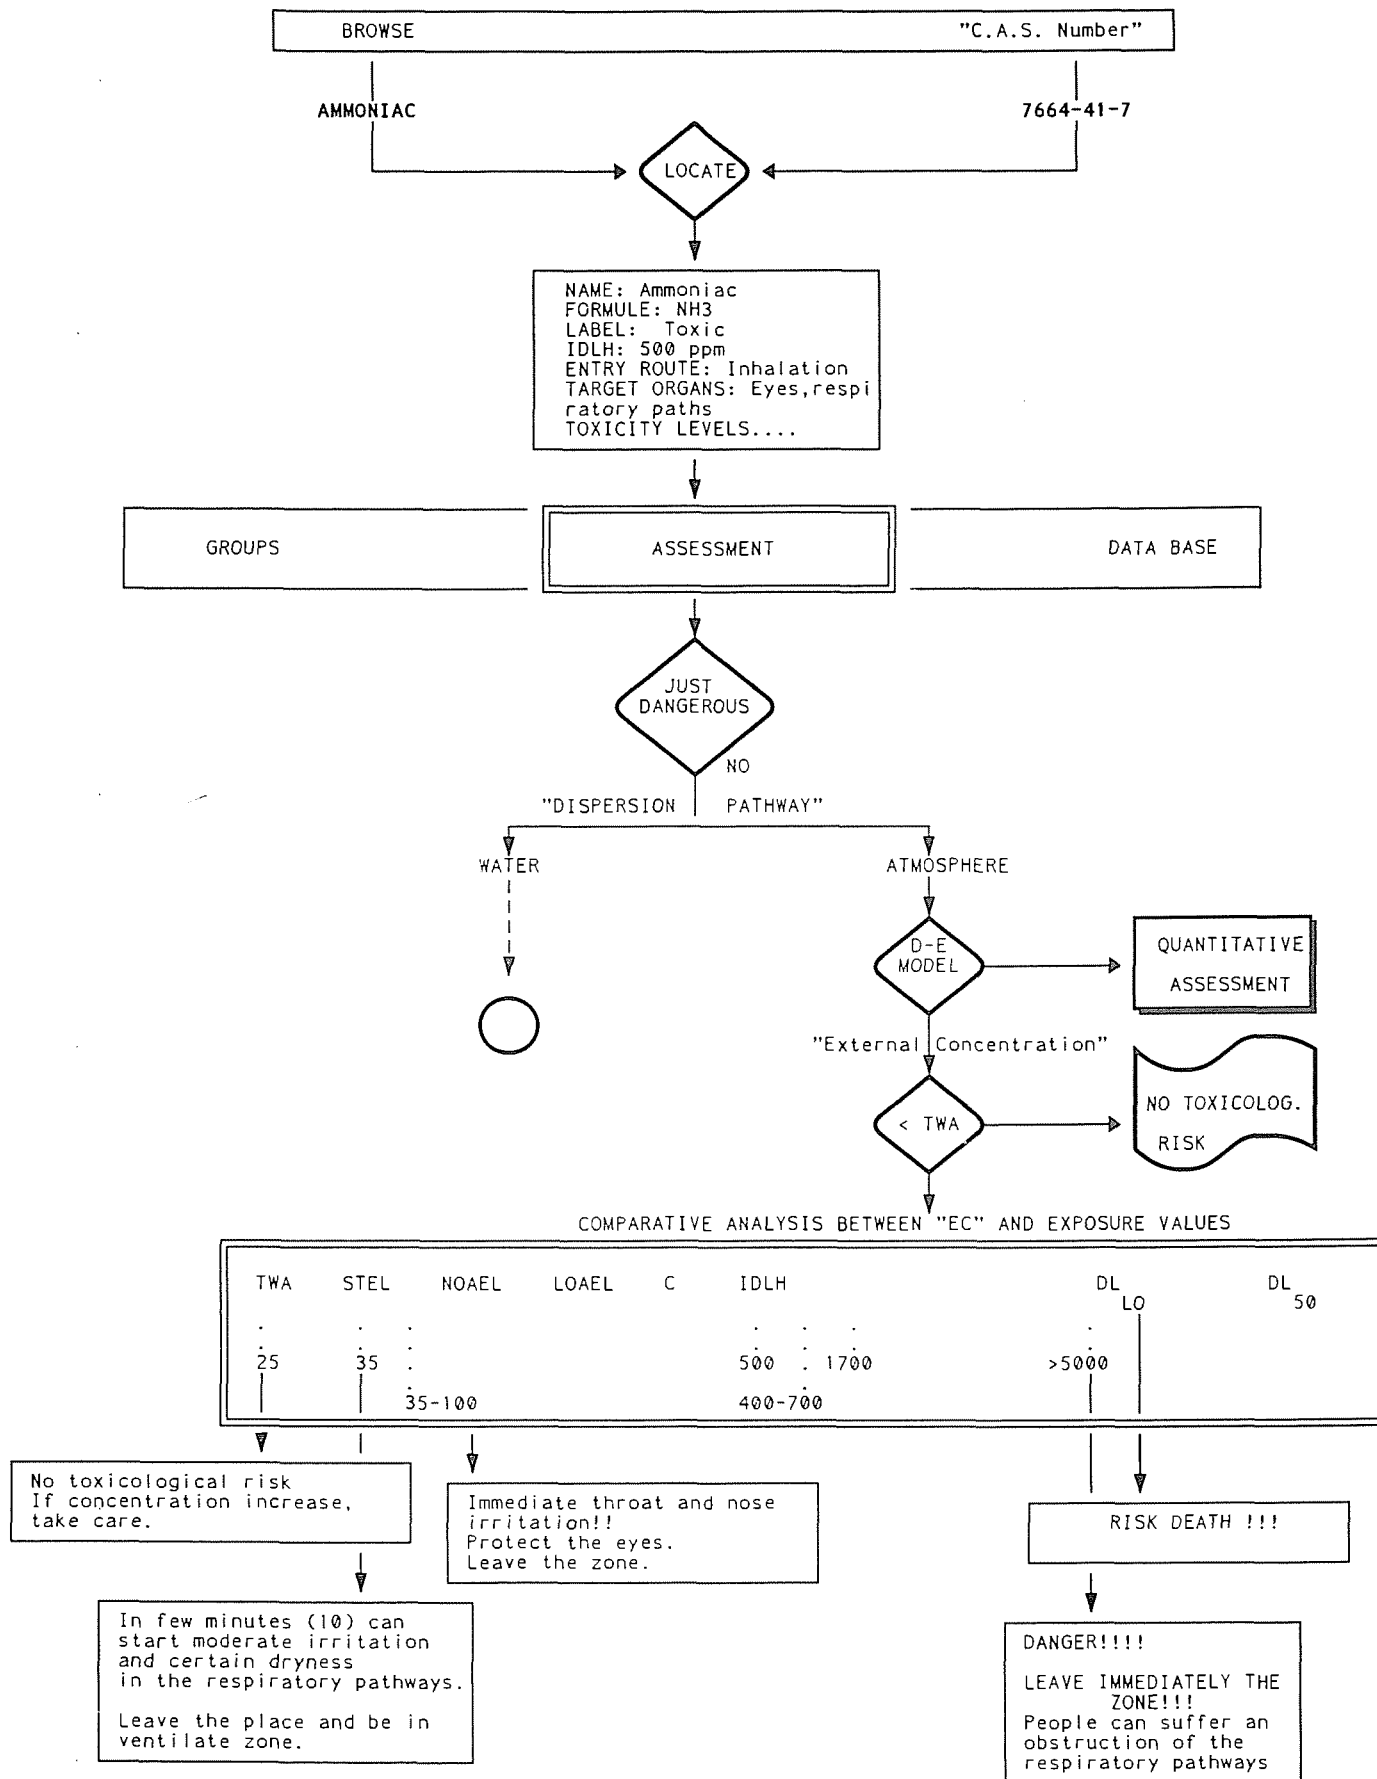 BROWSE "C.A.S. Number"
AMMONIAC 7664-41-7
LOCATE
NAME: Ammoniac
FORMULE: NH3
LABEL: Toxic
IDLH: 500 ppm
ENTRY ROUTE: Inhalation
TARGET ORGANS: Eyes,respi
ratory paths
TOXICITY LEVELS....
GROUPS ASSESSMENT DATA BASE
JUST
DANGEROUS
NO
"DISPERSION PATHWAY"
WATER ATMOSPHERE
D-E
MODEL
QUANTITATIVE
ASSESSMENT
"External Concentration"
< TWA
NO TOXICOLOG.
RISK
COMPARATIVE ANALYSIS BETWEEN "EC" AND EXPOSURE VALUES
TWA STEL NOAEL LOAEL C IDLH DL LO DL 50
25 35 500 1700 >5000
35-100 400-700
No toxicological risk
If concentration increase,
take care.
Immediate throat and nose
irritation!!
Protect the eyes.
Leave the zone.
RISK DEATH !!!
In few minutes (10) can
start moderate irritation
and certain dryness
in the respiratory pathways.
Leave the place and be in
ventilate zone.
DANGER!!!!
LEAVE IMMEDIATELY THE
ZONE!!!
People can suffer an
obstruction of the
respiratory pathways